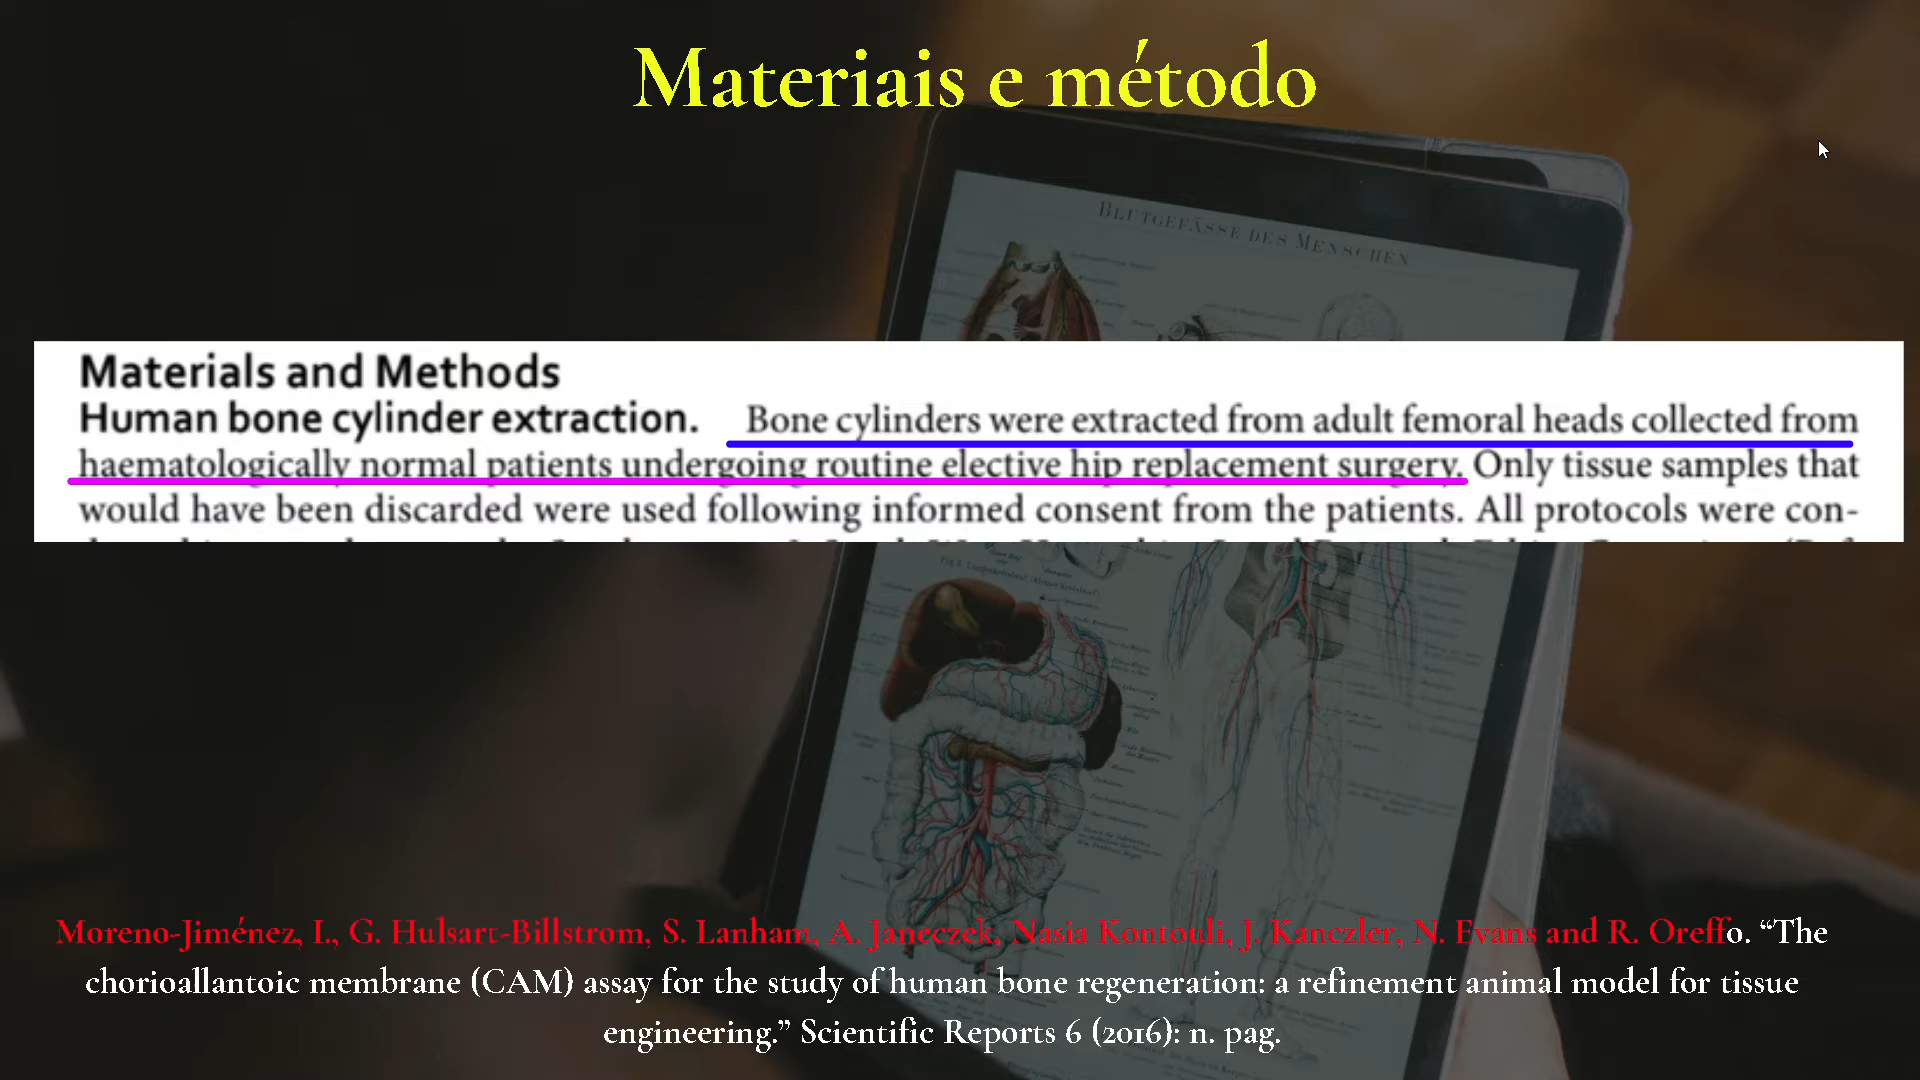 Materiais e método
BLUTGEFÄSSE DES MENSCHEN
Materials and Methods
Human bone cylinder extraction. Bone cylinders were extracted from adult femoral heads collected from
haematologically normal patients undergoing routine elective hip replacement surgery. Only tissue samples that
would have been discarded were used following informed consent from the patients. All protocols were con-
Moreno-Jiménez, I., G. Hulsart-Billstrom, S. Lanham, A. Janeczek, Nasia Kontouli, J. Kanczler, N. Evans and R. Oreffo. “The
chorioallantoic membrane (CAM) assay for the study of human bone regeneration: a refinement animal model for tissue
engineering.” Scientific Reports 6 (2016): n. pag.